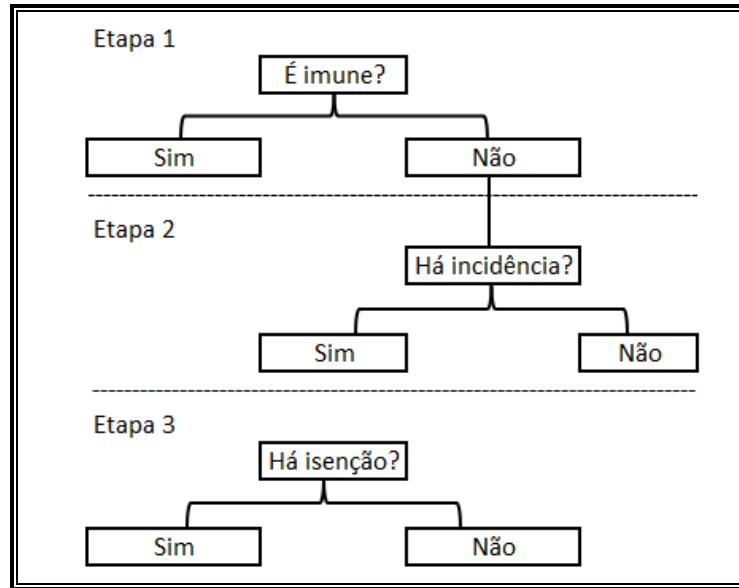 Etapa 1
É imune?
Sim
Não
Etapa 2
Há incidência?
Sim
Não
Etapa 3
Há isenção?
Sim
Não